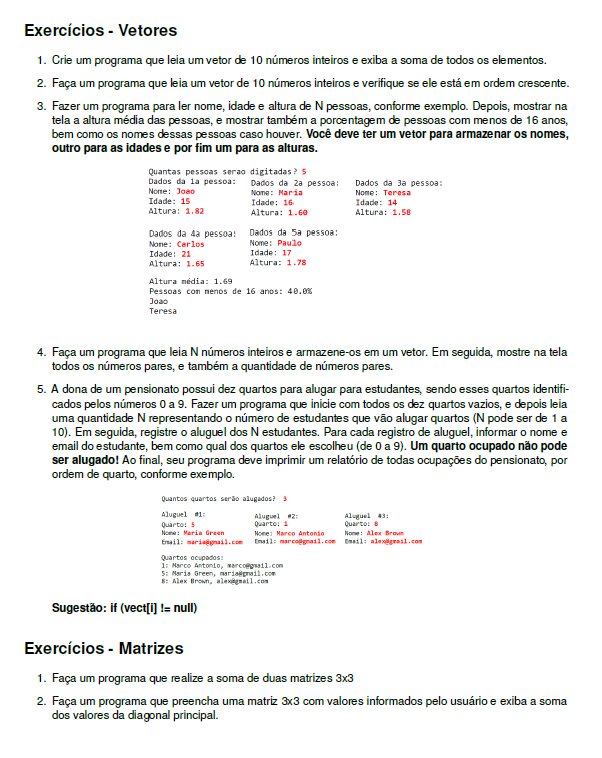 Exercícios - Vetores
1. Crie um programa que leia um vetor de 10 números inteiros e exiba a soma de todos os elementos.
2. Faça um programa que leia um vetor de 10 números inteiros e verifique se ele está em ordem crescente.
3. Fazer um programa para ler nome, idade e altura de N pessoas, conforme exemplo. Depois, mostrar na
tela a altura média das pessoas, e mostrar também a porcentagem de pessoas com menos de 16 anos,
bem como os nomes dessas pessoas caso houver. Você deve ter um vetor para armazenar os nomes,
outro para as idades e por fim um para as alturas.
Quantas pessoas serao digitadas? 5
Dados da 1a pessoa: Dados da 2a pessoa: Dados da 3a pessoa:
Nome: Joao Nome: Maria Nome: Teresa
Idade: 15 Idade: 16 Idade: 14
Altura: 1.82 Altura: 1.60 Altura: 1.58
Dados da 4a pessoa: Dados da 5a pessoa:
Nome: Carlos Nome: Paulo
Idade: 21 Idade: 17
Altura: 1.65 Altura: 1.78
Altura média: 1.69
Pessoas com menos de 16 anos: 40.0%
Joao
Teresa
4. Faça um programa que leia N números inteiros e armazene-os em um vetor. Em seguida, mostre na tela
todos os números pares, e também a quantidade de números pares.
5. A dona de um pensionato possui dez quartos para alugar para estudantes, sendo esses quartos identifi-
cados pelos números 0 a 9. Fazer um programa que inicie com todos os dez quartos vazios, e depois leia
uma quantidade N representando o número de estudantes que vão alugar quartos (N pode ser de 1 a
10). Em seguida, registre o aluguel dos N estudantes. Para cada registro de aluguel, informar o nome e
email do estudante, bem como qual dos quartos ele escolheu (de 0 a 9). Um quarto ocupado não pode
ser alugado! Ao final, seu programa deve imprimir um relatório de todas ocupações do pensionato, por
ordem de quarto, conforme exemplo.
Quantos quartos serão alugados? 3
Aluguel #1: Aluguel #2: Aluguel #3:
Quarto: 5 Quarto: 1 Quarto: 8
Nome: Maria Green Nome: Marco Antonio Nome: Alex Brown
Email: maria@gmail.com Email: marco@gmail.com Email: alex@gmail.com
Quartos ocupados:
1: Marco Antonio, marco@gmail.com
5: Maria Green, maria@gmail.com
8: Alex Brown, alex@gmail.com
Sugestão: if (vect[i] != null)
Exercícios - Matrizes
1. Faça um programa que realize a soma de duas matrizes 3x3
2. Faça um programa que preencha uma matriz 3x3 com valores informados pelo usuário e exiba a soma
dos valores da diagonal principal.